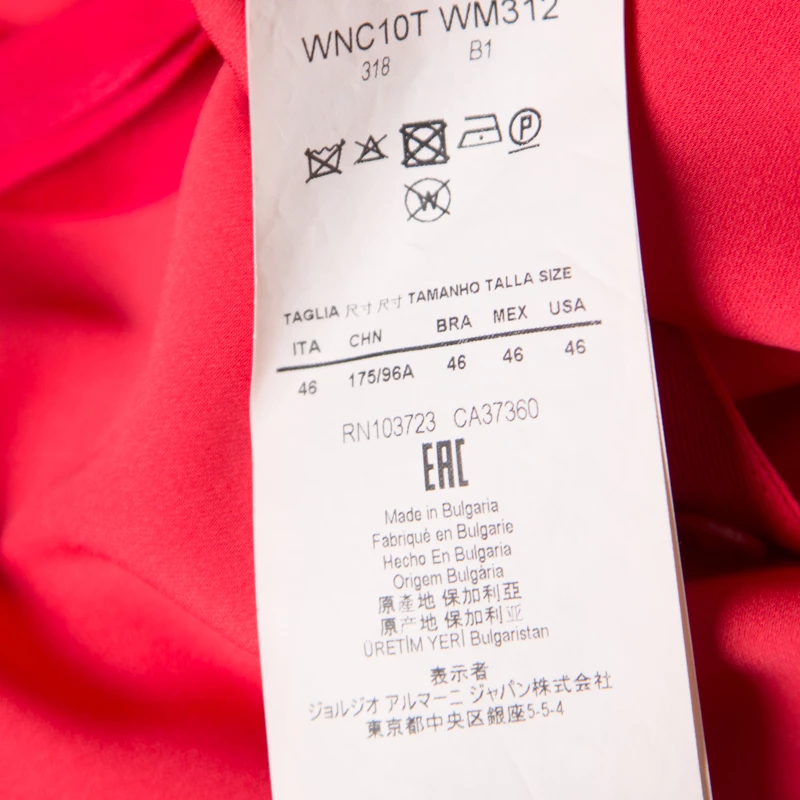 WNC10T WM312
318 B1
P
W
TAGLIA 尺寸 尺寸 TAMANHO TALLA SIZE
ITA CHN BRA MEX USA
46 175/96A 46 46 46
RN103723 CA37360
EAC
Made in Bulgaria
Fabriqué en Bulgarie
Hecho En Bulgaria
Origem Bulgària
原產地 保加利亞
原产地 保加利亚
ÜRETİM YERİ Bulgaristan
表示者
ジョルジオ アルマーニ ジャパン株式会社
東京都中央区銀座5-5-4